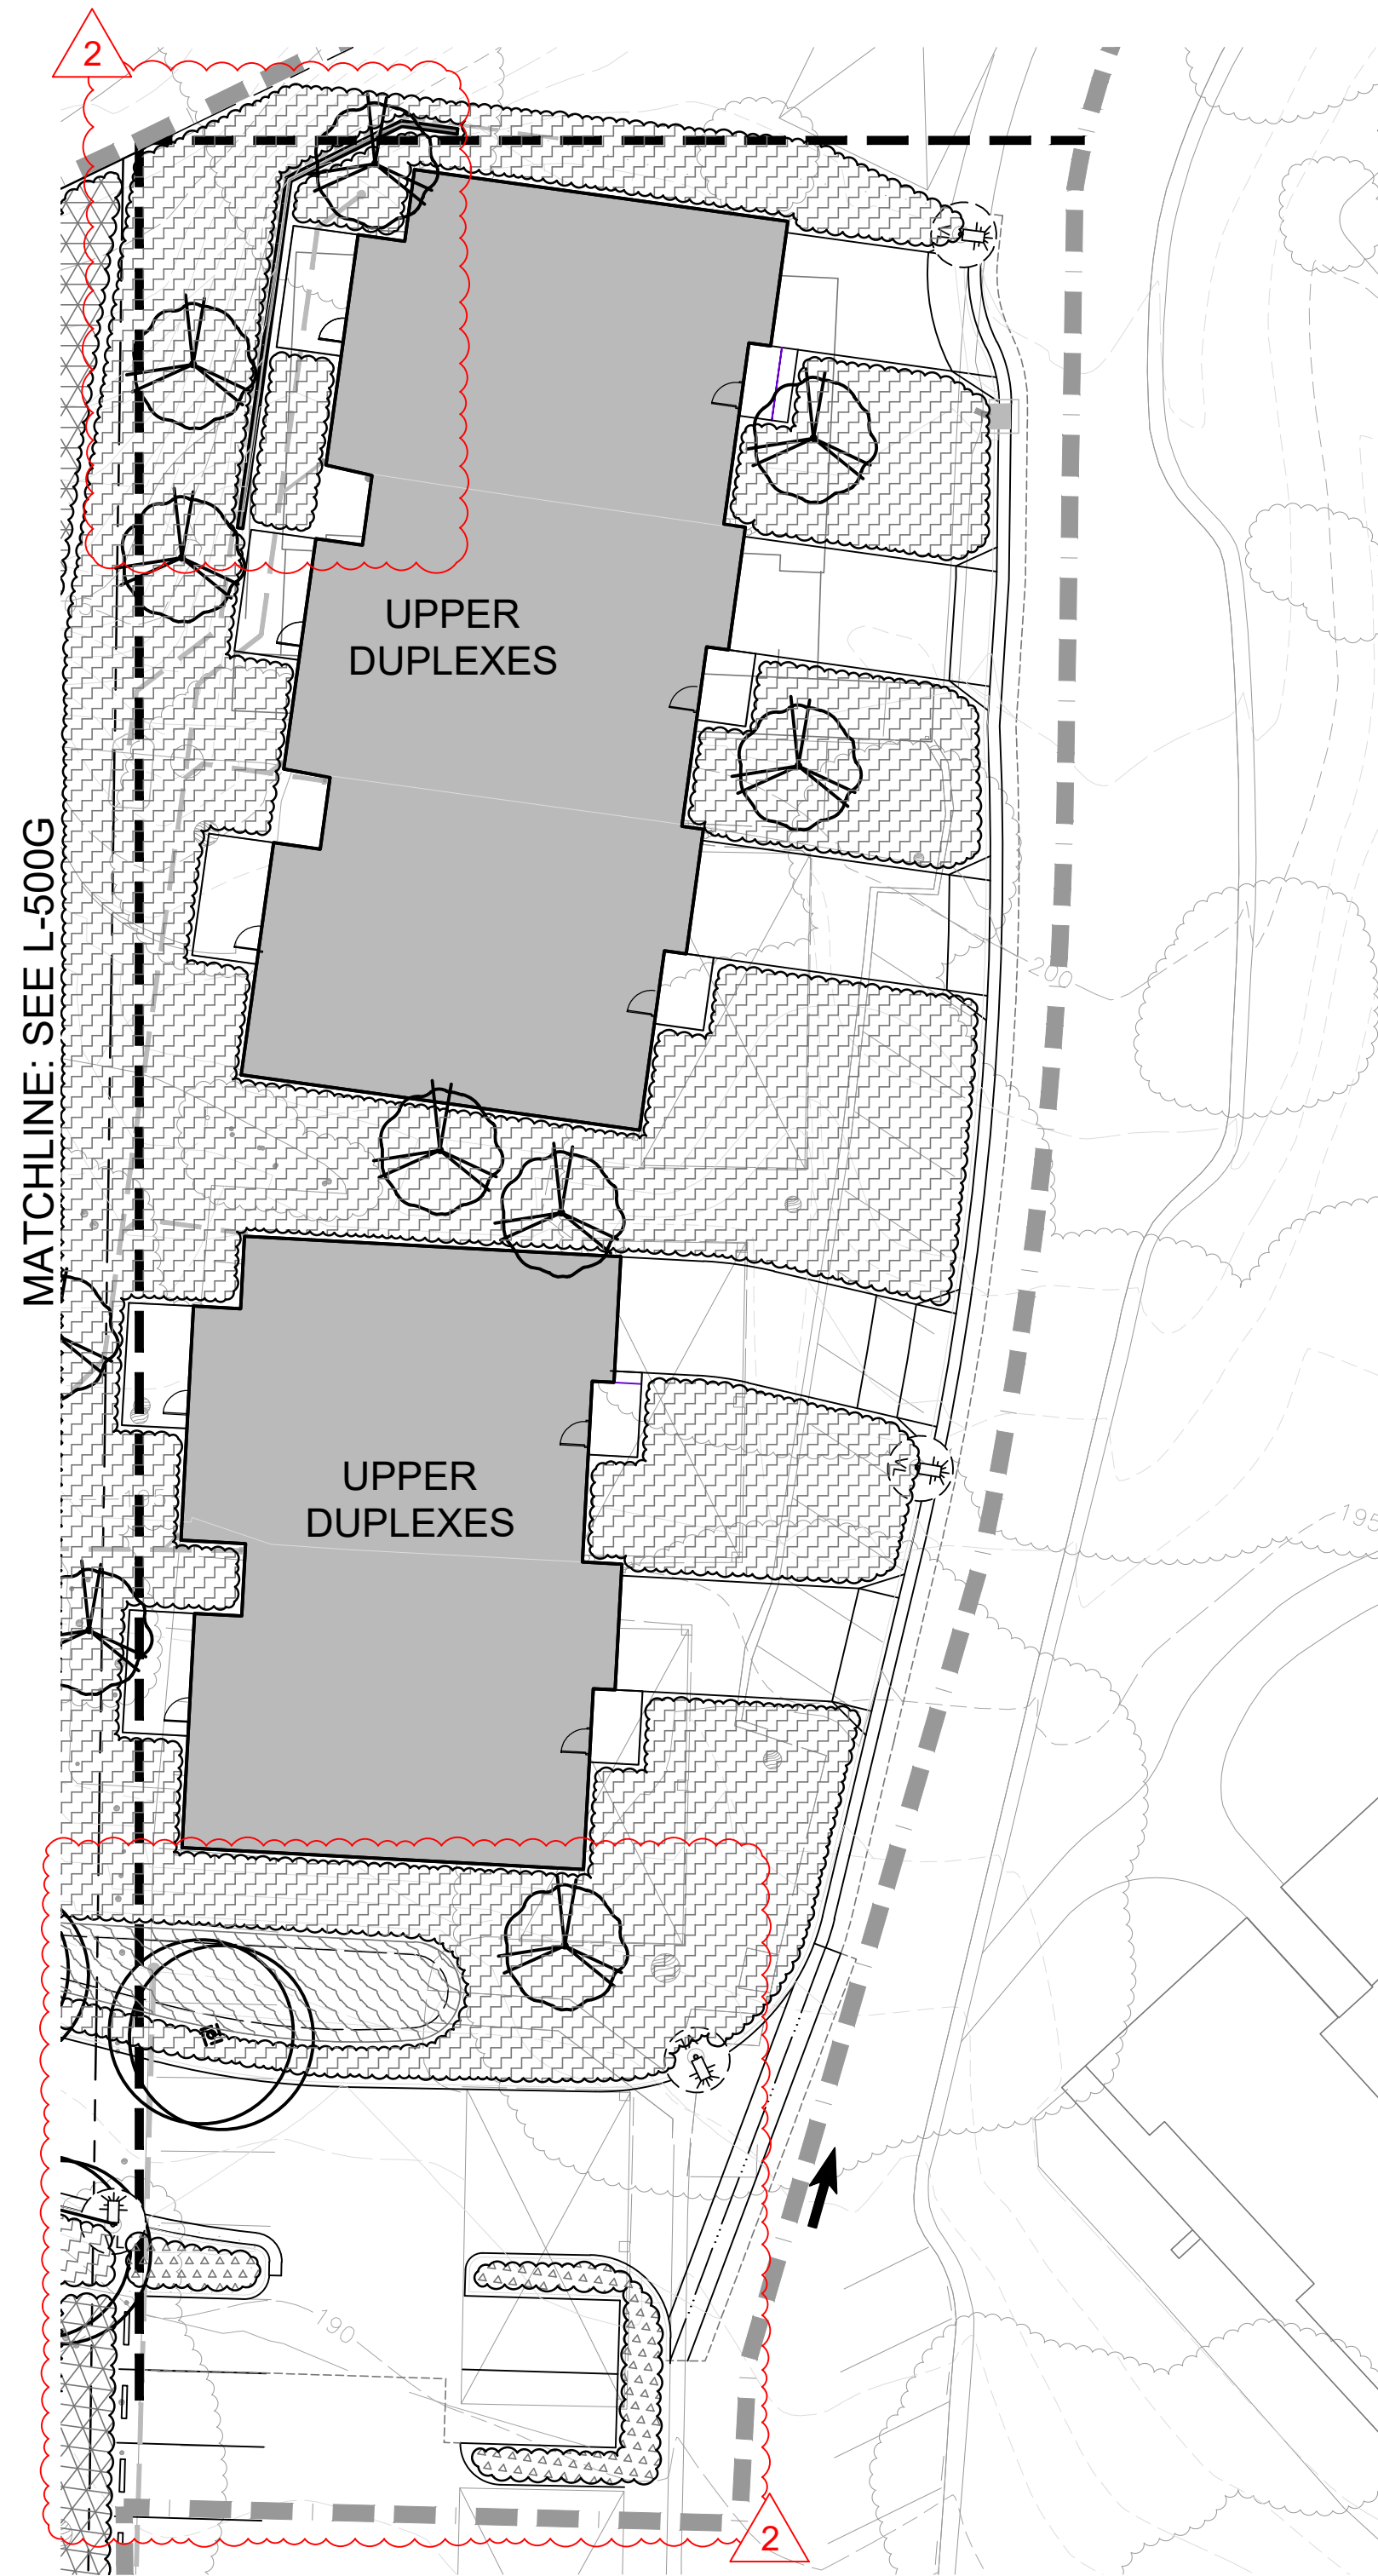 2
MATCHLINE: SEE L-500G
UPPER
DUPLEXES
200
UPPER
DUPLEXES
195
190
2